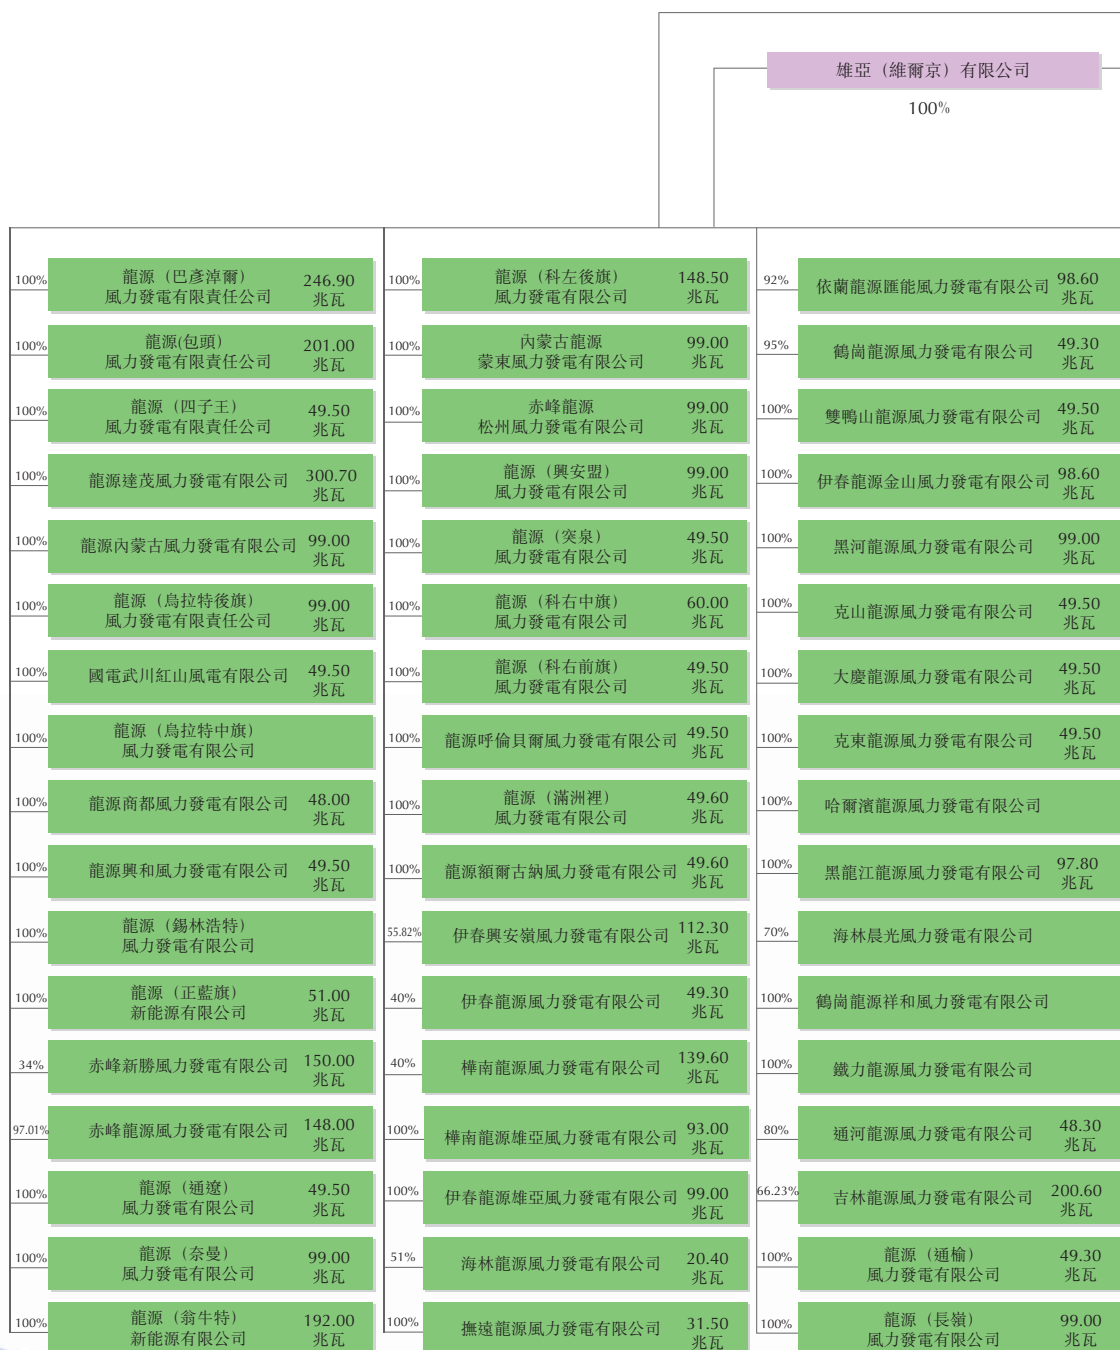 雄亞（維爾京）有限公司
100%
100%
龍源（巴彥淖爾）
風力發電有限責任公司
246.90
兆瓦
100%
龍源(包頭）
風力發電有限責任公司
201.00
兆瓦
100%
龍源（四子王）
風力發電有限責任公司
49.50
兆瓦
100%
龍源達茂風力發電有限公司
300.70
兆瓦
100%
龍源內蒙古風力發電有限公司
99.00
兆瓦
100%
龍源（烏拉特後旗）
風力發電有限責任公司
99.00
兆瓦
100%
國電武川紅山風電有限公司
49.50
兆瓦
100%
龍源（烏拉特中旗）
風力發電有限公司
100%
龍源商都風力發電有限公司
48.00
兆瓦
100%
龍源興和風力發電有限公司
49.50
兆瓦
100%
龍源（錫林浩特）
風力發電有限公司
100%
龍源（正藍旗）
新能源有限公司
51.00
兆瓦
34%
赤峰新勝風力發電有限公司
150.00
兆瓦
97.01%
赤峰龍源風力發電有限公司
148.00
兆瓦
100%
龍源（通遼）
風力發電有限公司
49.50
兆瓦
100%
龍源（奈曼）
風力發電有限公司
99.00
兆瓦
100%
龍源（翁牛特）
新能源有限公司
192.00
兆瓦
100%
龍源（科左後旗）
風力發電有限公司
148.50
兆瓦
100%
內蒙古龍源
蒙東風力發電有限公司
99.00
兆瓦
100%
赤峰龍源
松州風力發電有限公司
99.00
兆瓦
100%
龍源（興安盟）
風力發電有限公司
99.00
兆瓦
100%
龍源（突泉）
風力發電有限公司
49.50
兆瓦
100%
龍源（科右中旗）
風力發電有限公司
60.00
兆瓦
100%
龍源（科右前旗）
風力發電有限公司
49.50
兆瓦
100%
龍源呼倫貝爾風力發電有限公司
49.50
兆瓦
100%
龍源（滿洲裡）
風力發電有限公司
49.60
兆瓦
100%
龍源額爾古納風力發電有限公司
49.60
兆瓦
55.82%
伊春興安嶺風力發電有限公司
112.30
兆瓦
40%
伊春龍源風力發電有限公司
49.30
兆瓦
40%
樺南龍源風力發電有限公司
139.60
兆瓦
100%
樺南龍源雄亞風力發電有限公司
93.00
兆瓦
100%
伊春龍源雄亞風力發電有限公司
99.00
兆瓦
51%
海林龍源風力發電有限公司
20.40
兆瓦
100%
撫遠龍源風力發電有限公司
31.50
兆瓦
92%
依蘭龍源匯能風力發電有限公司
98.60
兆瓦
95%
鶴崗龍源風力發電有限公司
49.30
兆瓦
100%
雙鴨山龍源風力發電有限公司
49.50
兆瓦
100%
伊春龍源金山風力發電有限公司
98.60
兆瓦
100%
黑河龍源風力發電有限公司
99.00
兆瓦
100%
克山龍源風力發電有限公司
49.50
兆瓦
100%
大慶龍源風力發電有限公司
49.50
兆瓦
100%
克東龍源風力發電有限公司
49.50
兆瓦
100%
哈爾濱龍源風力發電有限公司
100%
黑龍江龍源風力發電有限公司
97.80
兆瓦
70%
海林晨光風力發電有限公司
100%
鶴崗龍源祥和風力發電有限公司
100%
鐵力龍源風力發電有限公司
80%
通河龍源風力發電有限公司
48.30
兆瓦
66.23%
吉林龍源風力發電有限公司
200.60
兆瓦
100%
龍源（通榆）
風力發電有限公司
49.30
兆瓦
100%
龍源（長嶺）
風力發電有限公司
99.00
兆瓦